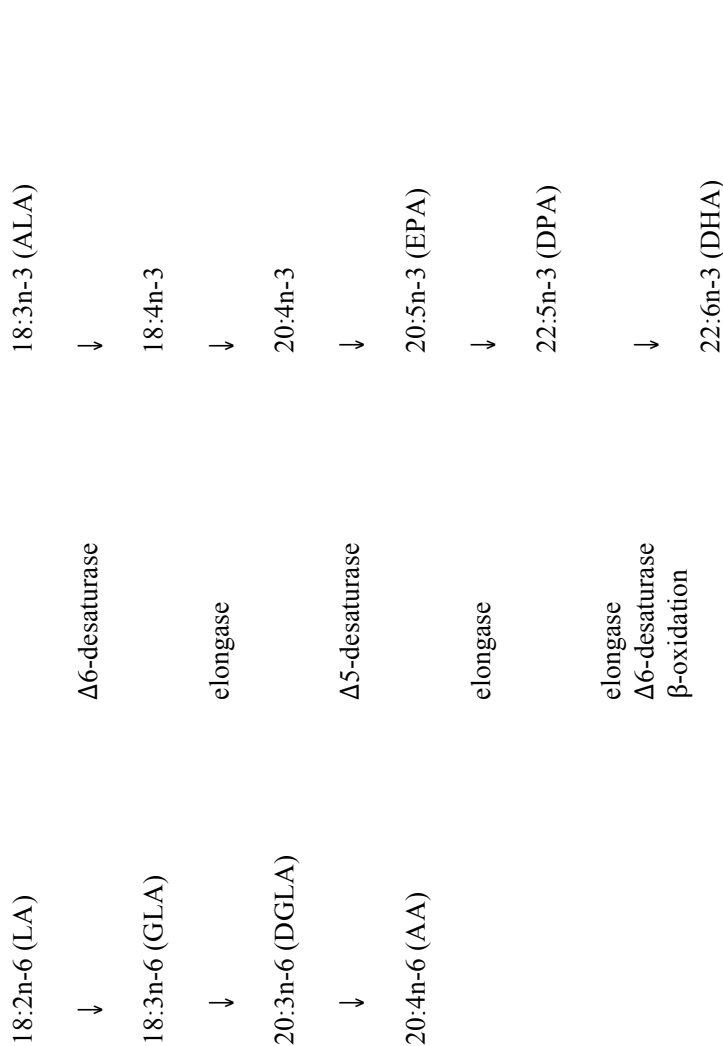 18:2n-6 (LA) 18:3n-3 (ALA)
↓ Δ6-desaturase ↓
18:3n-6 (GLA) 18:4n-3
↓ elongase ↓
20:3n-6 (DGLA) 20:4n-3
↓ Δ5-desaturase ↓
20:4n-6 (AA) 20:5n-3 (EPA)
elongase ↓
22:5n-3 (DPA)
elongase
Δ6-desaturase ↓
β-oxidation
22:6n-3 (DHA)